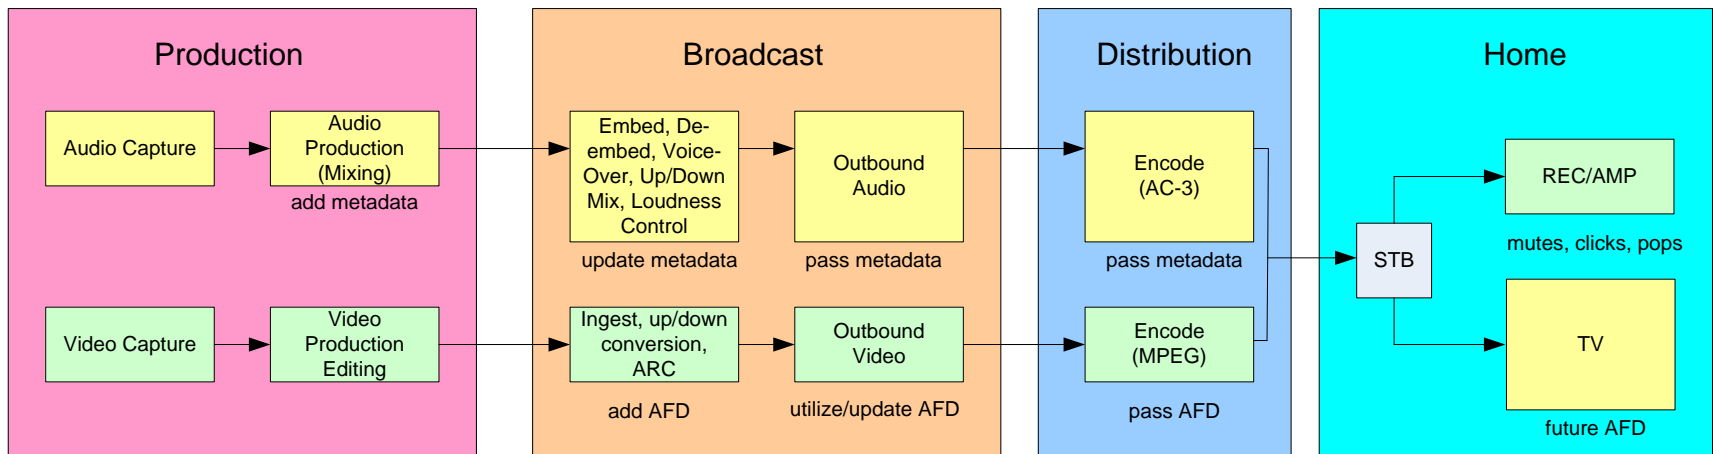 Production
Audio Capture
Audio
Production
(Mixing)
add metadata
Video Capture
Video
Production
Editing
Broadcast
Embed, De-
embed, Voice-
Over, Up/Down
Mix, Loudness
Control
update metadata
Outbound
Audio
pass metadata
Ingest, up/down
conversion,
ARC
add AFD
Outbound
Video
utilize/update AFD
Distribution
Encode
(AC-3)
pass metadata
Encode
(MPEG)
pass AFD
Home
STB
REC/AMP
mutes, clicks, pops
TV
future AFD